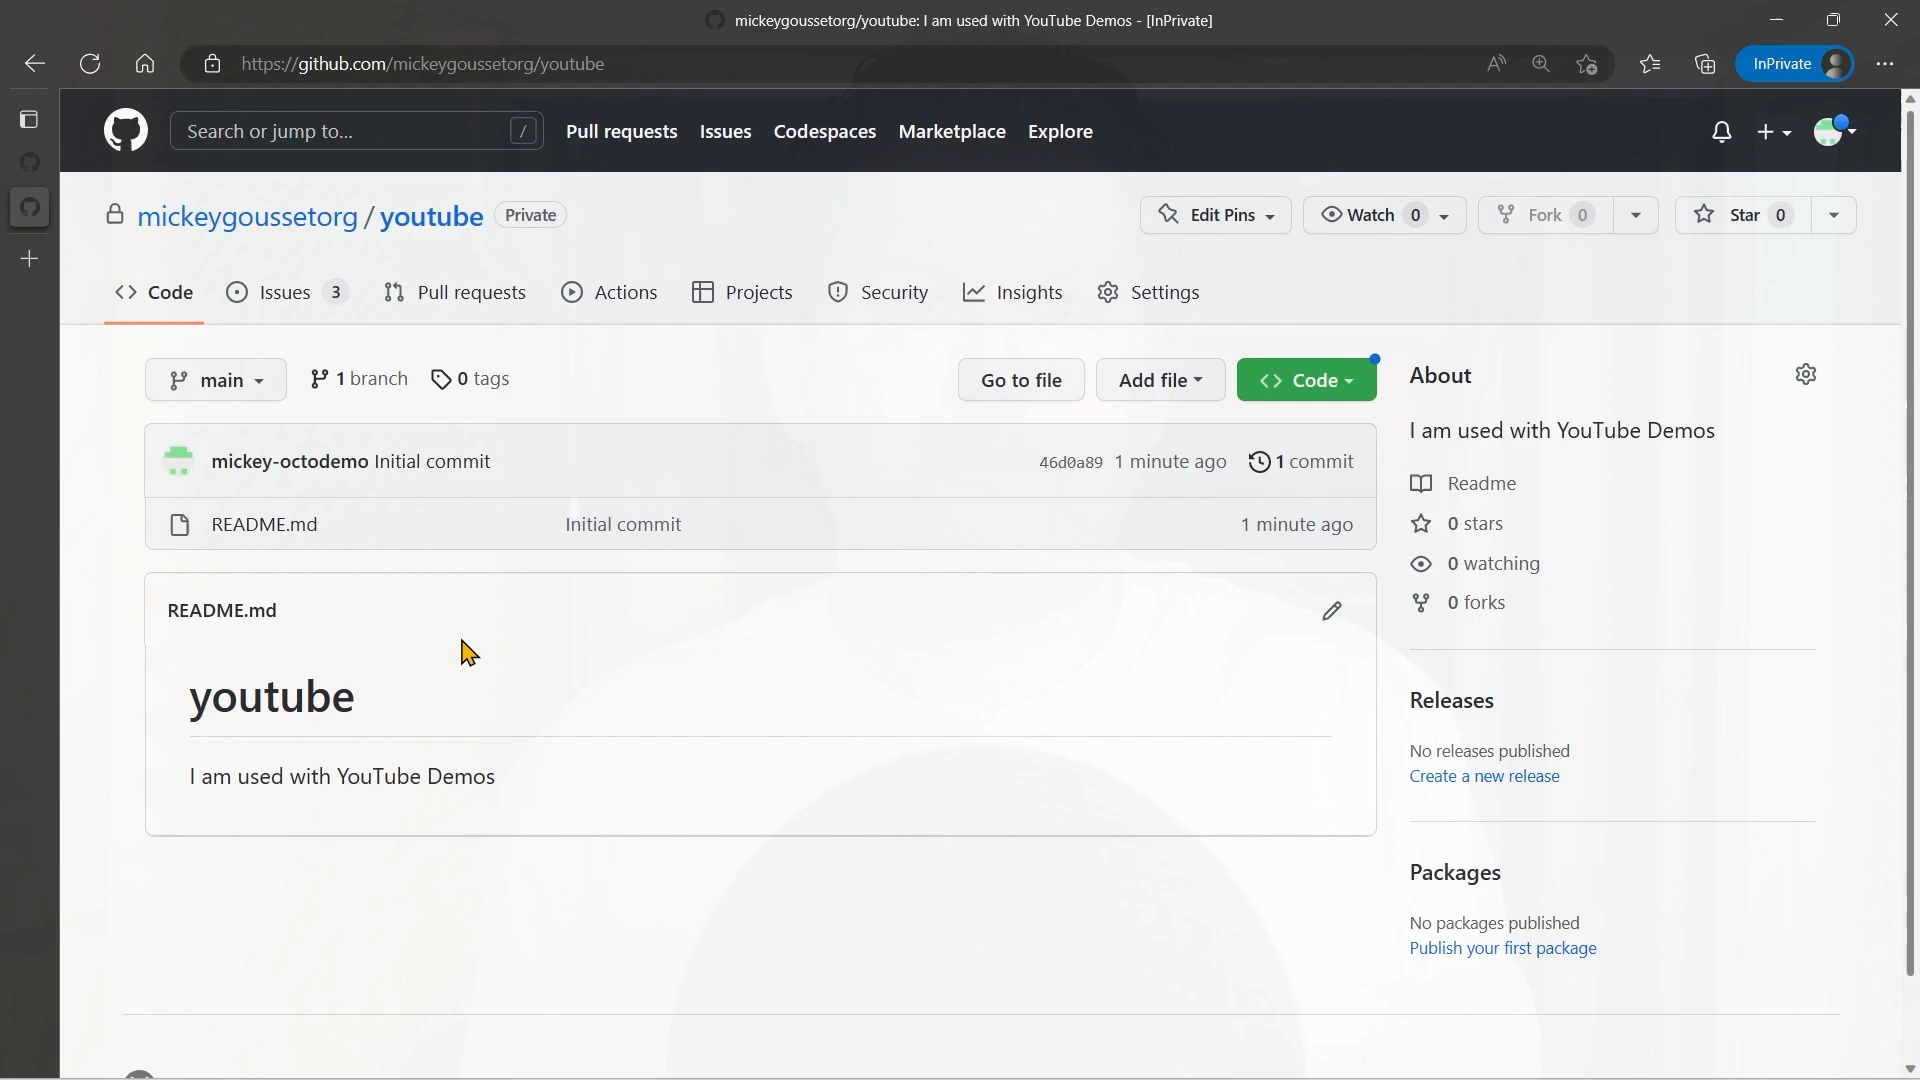 mickeygoussetorg/youtube: I am used with YouTube Demos - [InPrivate]
https://github.com/mickeygoussetorg/youtube
InPrivate
Search or jump to... /
Pull requests Issues Codespaces Marketplace Explore
mickeygoussetorg / youtube Private
Edit Pins Watch 0 Fork 0 Star 0
Code Issues 3 Pull requests Actions Projects Security Insights Settings
main 1 branch 0 tags Go to file Add file Code
mickey-octodemo Initial commit 46d0a89 1 minute ago 1 commit
README.md Initial commit 1 minute ago
README.md
youtube
I am used with YouTube Demos
About
I am used with YouTube Demos
Readme
0 stars
0 watching
0 forks
Releases
No releases published
Create a new release
Packages
No packages published
Publish your first package